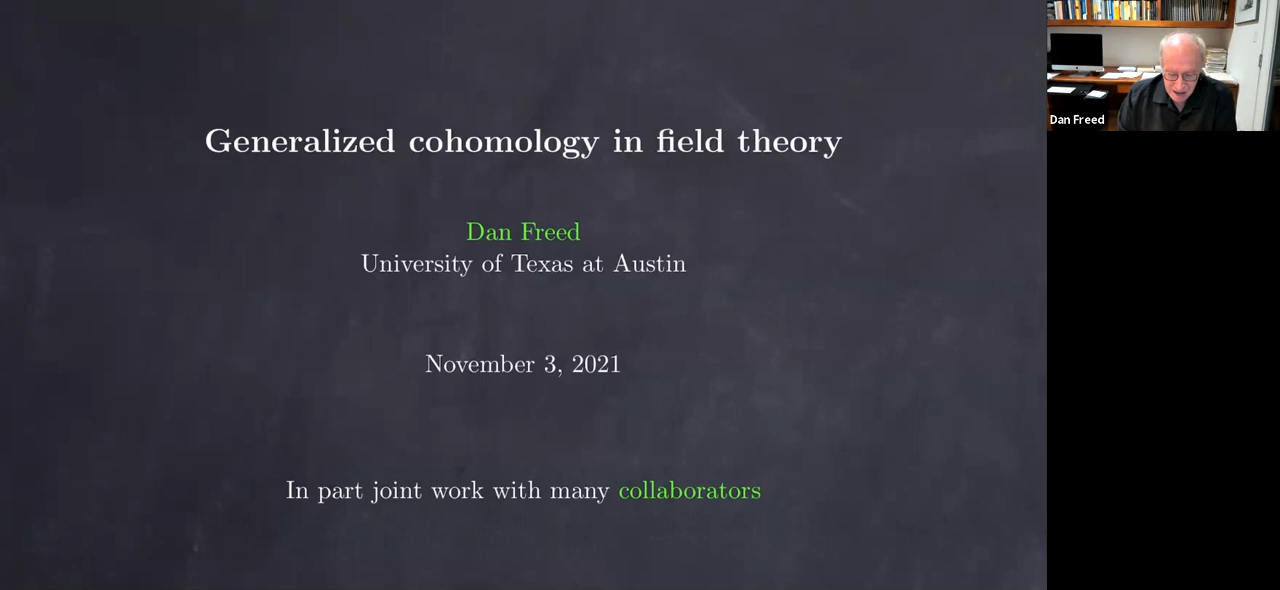 Generalized cohomology in field theory
Dan Freed
University of Texas at Austin
November 3, 2021
In part joint work with many collaborators
Dan Freed